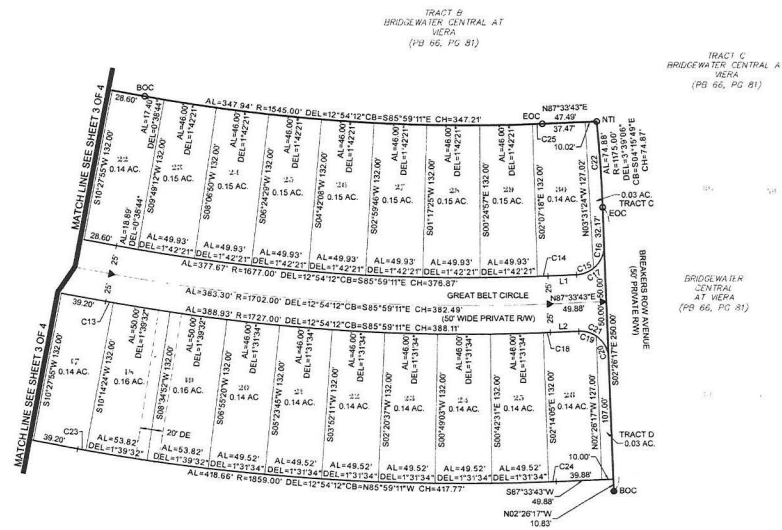 TRACT B
BRIDGEWATER CENTRAL AT
VIERA
(PB 66, PG 81)
TRACT C
BRIDGEWATER CENTRAL A
VIERA
(PB 66, PG 81)
BOC
28.60'
AL=17.40'
DEL=0°38'44"
AL=347.94' R=1545.00' DEL=12°54'12"CB=S85°59'11"E CH=347.21'
EOC
N87°33'43"E
47.49'
37.47'
NTI
C25
10.02'
AL=46.00'
DEL=1°42'21"
AL=46.00'
DEL=1°42'21"
AL=46.00'
DEL=1°42'21"
AL=46.00'
DEL=1°42'21"
AL=46.00'
DEL=1°42'21"
AL=46.00'
DEL=1°42'21"
AL=46.00'
DEL=1°42'21"
C22
AL=74.88'
R=1175.00'
DEL=3°39'06"
CB=S04°15'49"E
CH=74.87'
MATCH LINE SEE SHEET 3 OF 4
S10°27'55"W 132.00'
22
0.14 AC.
S09°49'12"W 132.00'
23
0.15 AC.
S08°06'50"W 132.00'
24
0.15 AC.
S06°24'29"W 132.00'
25
0.15 AC.
S04°42'08"W 132.00'
26
0.15 AC.
S02°59'46"W 132.00'
27
0.15 AC.
S01°17'25"W 132.00'
28
0.15 AC.
S00°24'57"E 132.00'
29
0.15 AC.
S02°07'18"E 132.00'
30
0.14 AC.
N03°31'24"W 127.02'
0.03 AC.
TRACT C
EOC
32.17'
C16
28.60'
AL=18.89'
DEL=0°38'44"
AL=49.93'
DEL=1°42'21"
AL=49.93'
DEL=1°42'21"
AL=49.93'
DEL=1°42'21"
AL=49.93'
DEL=1°42'21"
AL=49.93'
DEL=1°42'21"
AL=49.93'
DEL=1°42'21"
AL=49.93'
DEL=1°42'21"
C14
C15
C17
25'
AL=377.67' R=1677.00' DEL=12°54'12"CB=S85°59'11"E CH=376.87'
25'
L1
AL=383.30' R=1702.00' DEL=12°54'12"CB=S85°59'11"E CH=382.49'
GREAT BELT CIRCLE
N87°33'43"E
49.88'
50.00'
50.00'
BREAKERS ROW AVENUE
(50' PRIVATE R/W)
BRIDGEWATER
CENTRAL
AT VIERA
(PB 66, PG 81)
25'
AL=388.93' R=1727.00' DEL=12°54'12"CB=S85°59'11"E CH=388.11'
(50' WIDE PRIVATE R/W)
25'
L2
C21
39.20'
C13
C18
C19
C20
AL=50.00'
DEL=1°39'32"
AL=50.00'
DEL=1°39'32"
AL=46.00'
DEL=1°31'34"
AL=46.00'
DEL=1°31'34"
AL=46.00'
DEL=1°31'34"
AL=46.00'
DEL=1°31'34"
AL=46.00'
DEL=1°31'34"
AL=46.00'
DEL=1°31'34"
MATCH LINE SEE SHEET 3 OF 4
S10°27'55"W 132.00'
17
0.14 AC.
S10°14'24"W 132.00'
18
0.16 AC.
S08°34'52"W 132.00'
19
0.16 AC.
S06°55'20"W 132.00'
20
0.14 AC.
S05°23'45"W 132.00'
21
0.14 AC.
S03°52'11"W 132.00'
22
0.14 AC.
S02°20'37"W 132.00'
23
0.14 AC.
S00°49'03"W 132.00'
24
0.14 AC.
S00°42'31"E 132.00'
25
0.14 AC.
S02°14'05"E 132.00'
26
0.14 AC.
N02°26'17"W 127.00'
107.00'
S02°26'17"E 250.00'
TRACT D
0.03 AC.
20' DE
39.20'
C23
AL=53.82'
DEL=1°39'32"
AL=53.82'
DEL=1°39'32"
AL=49.52'
DEL=1°31'34"
AL=49.52'
DEL=1°31'34"
AL=49.52'
DEL=1°31'34"
AL=49.52'
DEL=1°31'34"
AL=49.52'
DEL=1°31'34"
AL=49.52'
DEL=1°31'34"
C24
10.00'
39.88'
AL=418.66' R=1859.00' DEL=12°54'12"CB=N85°59'11"W CH=417.77'
S87°33'43"W
49.88'
BOC
N02°26'17"W
10.83'